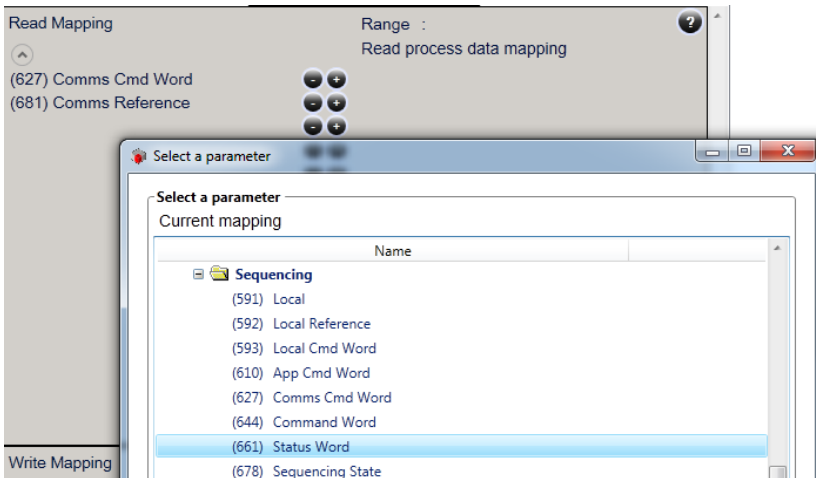 Read Mapping
Range :
Read process data mapping
(627) Comms Cmd Word
(681) Comms Reference
Select a parameter
Select a parameter
Current mapping
Name
Sequencing
(591) Local
(592) Local Reference
(593) Local Cmd Word
(610) App Cmd Word
(627) Comms Cmd Word
(644) Command Word
(661) Status Word
(678) Sequencing State
Write Mapping